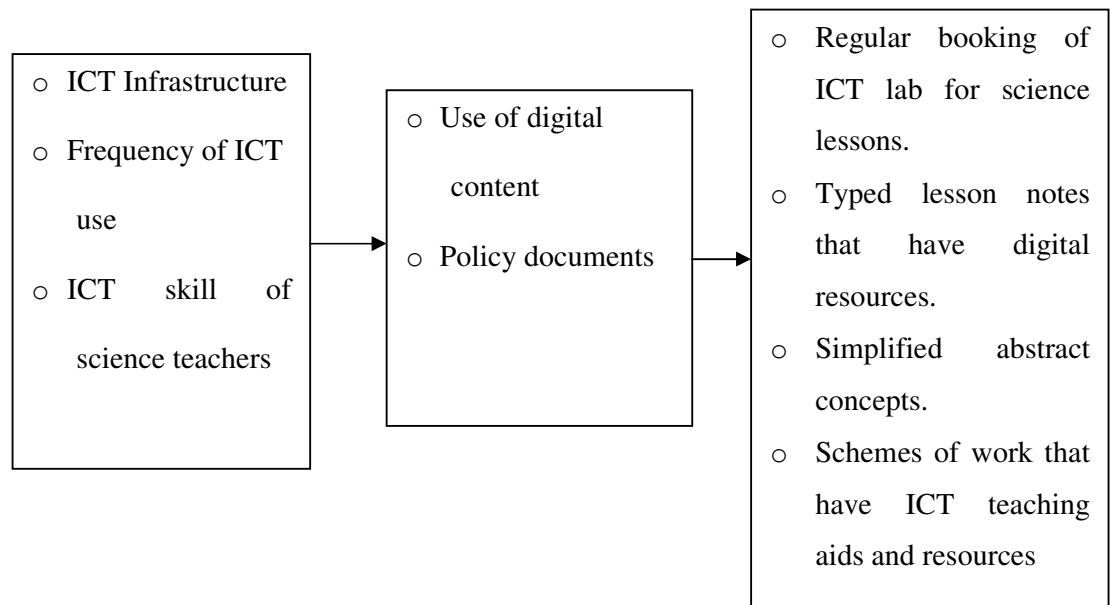 o ICT Infrastructure
o Frequency of ICT
use
o ICT skill of
science teachers
o Use of digital
content
o Policy documents
o Regular booking of
ICT lab for science
lessons.
o Typed lesson notes
that have digital
resources.
o Simplified abstract
concepts.
o Schemes of work that
have ICT teaching
aids and resources